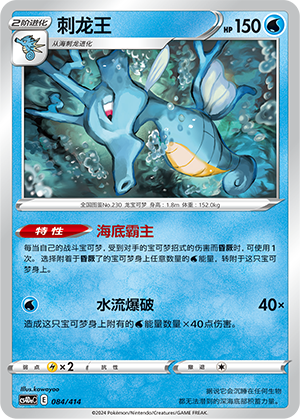 2阶进化 刺龙王 HP 150
从海刺龙进化
全国图鉴No.230 龙宝可梦 身高：1.8m 体重：152.0kg
特性 海底霸主
每当自己的战斗宝可梦，受到对手的宝可梦招式的伤害而昏厥时，可使用1
次。选择附着于昏厥了的宝可梦身上任意数量的能量，转附于这只宝可
梦身上。
水流爆破 40×
造成这只宝可梦身上附有的能量数量×40点伤害。
弱点 ×2 抗性 撤退
Illus.kawayoo
E 084/414
据说它会沉睡在任何生物
都无法潜到的深海底部积蓄力量。
©2024 Pokémon/Nintendo/Creatures/GAME FREAK.